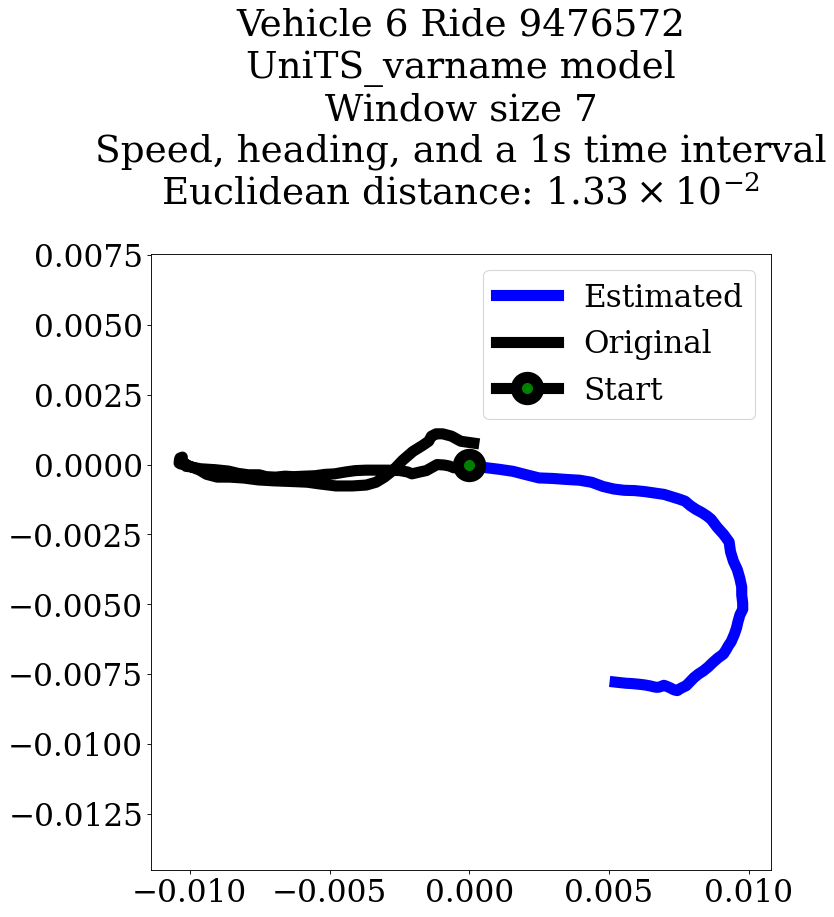 Vehicle 6 Ride 9476572
UniTS_varname model
Window size 7
Speed, heading, and a 1s time interval
Euclidean distance: 1.33 × 10⁻²
0.0075
0.0050
0.0025
0.0000
−0.0025
−0.0050
−0.0075
−0.0100
−0.0125
Estimated
Original
Start
−0.010
−0.005
0.000
0.005
0.010